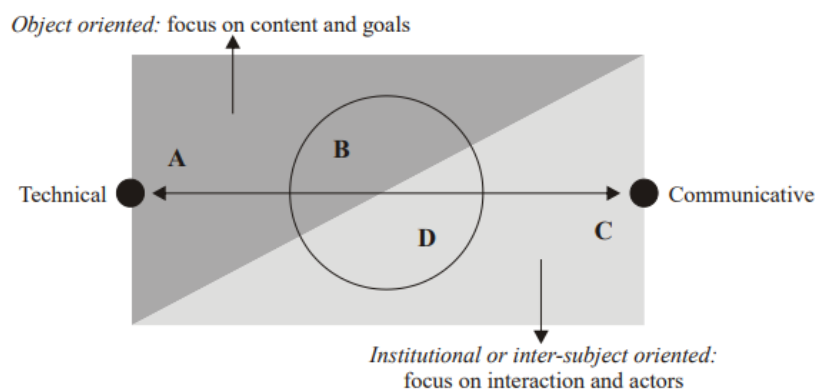 Object oriented: focus on content and goals
A
B
Technical
Communicative
D
C
Institutional or inter-subject oriented:
focus on interaction and actors